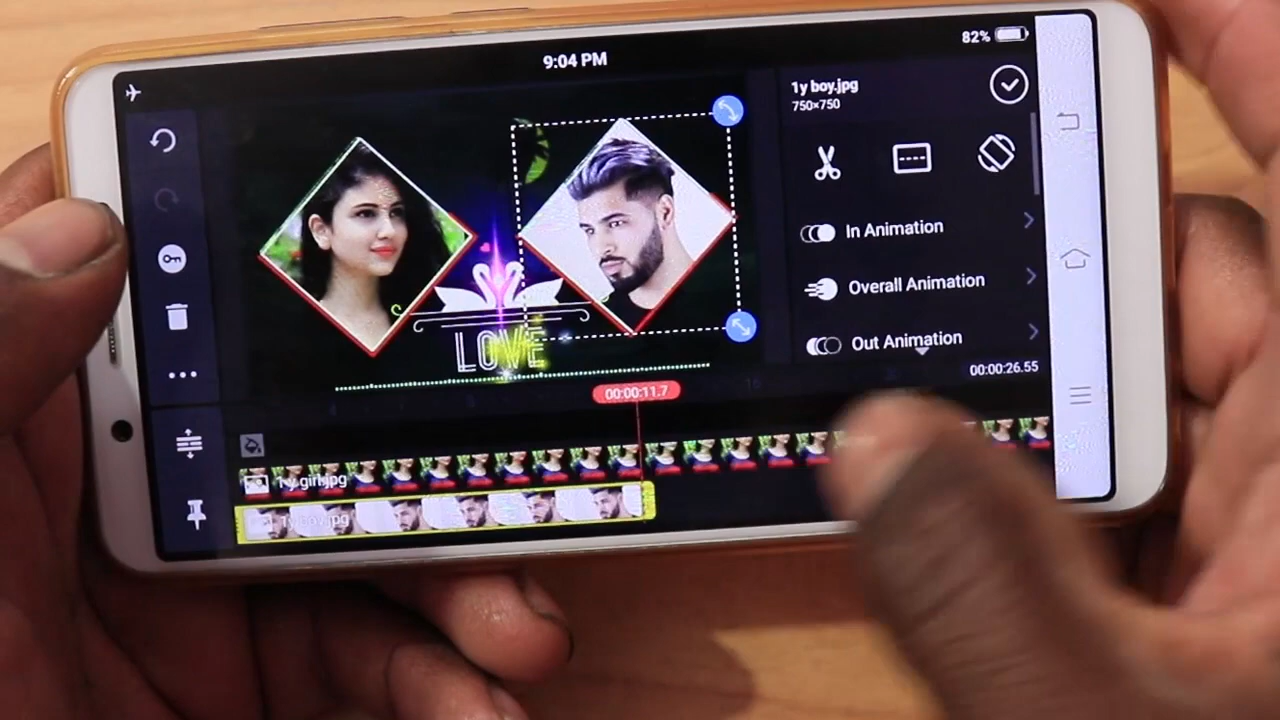 9:04 PM
82%
1y boy.jpg
750×750
In Animation
Overall Animation
Out Animation
LOVE
00:00:26.55
00:00:11.7
1y girl.jpg
1y boy.jpg